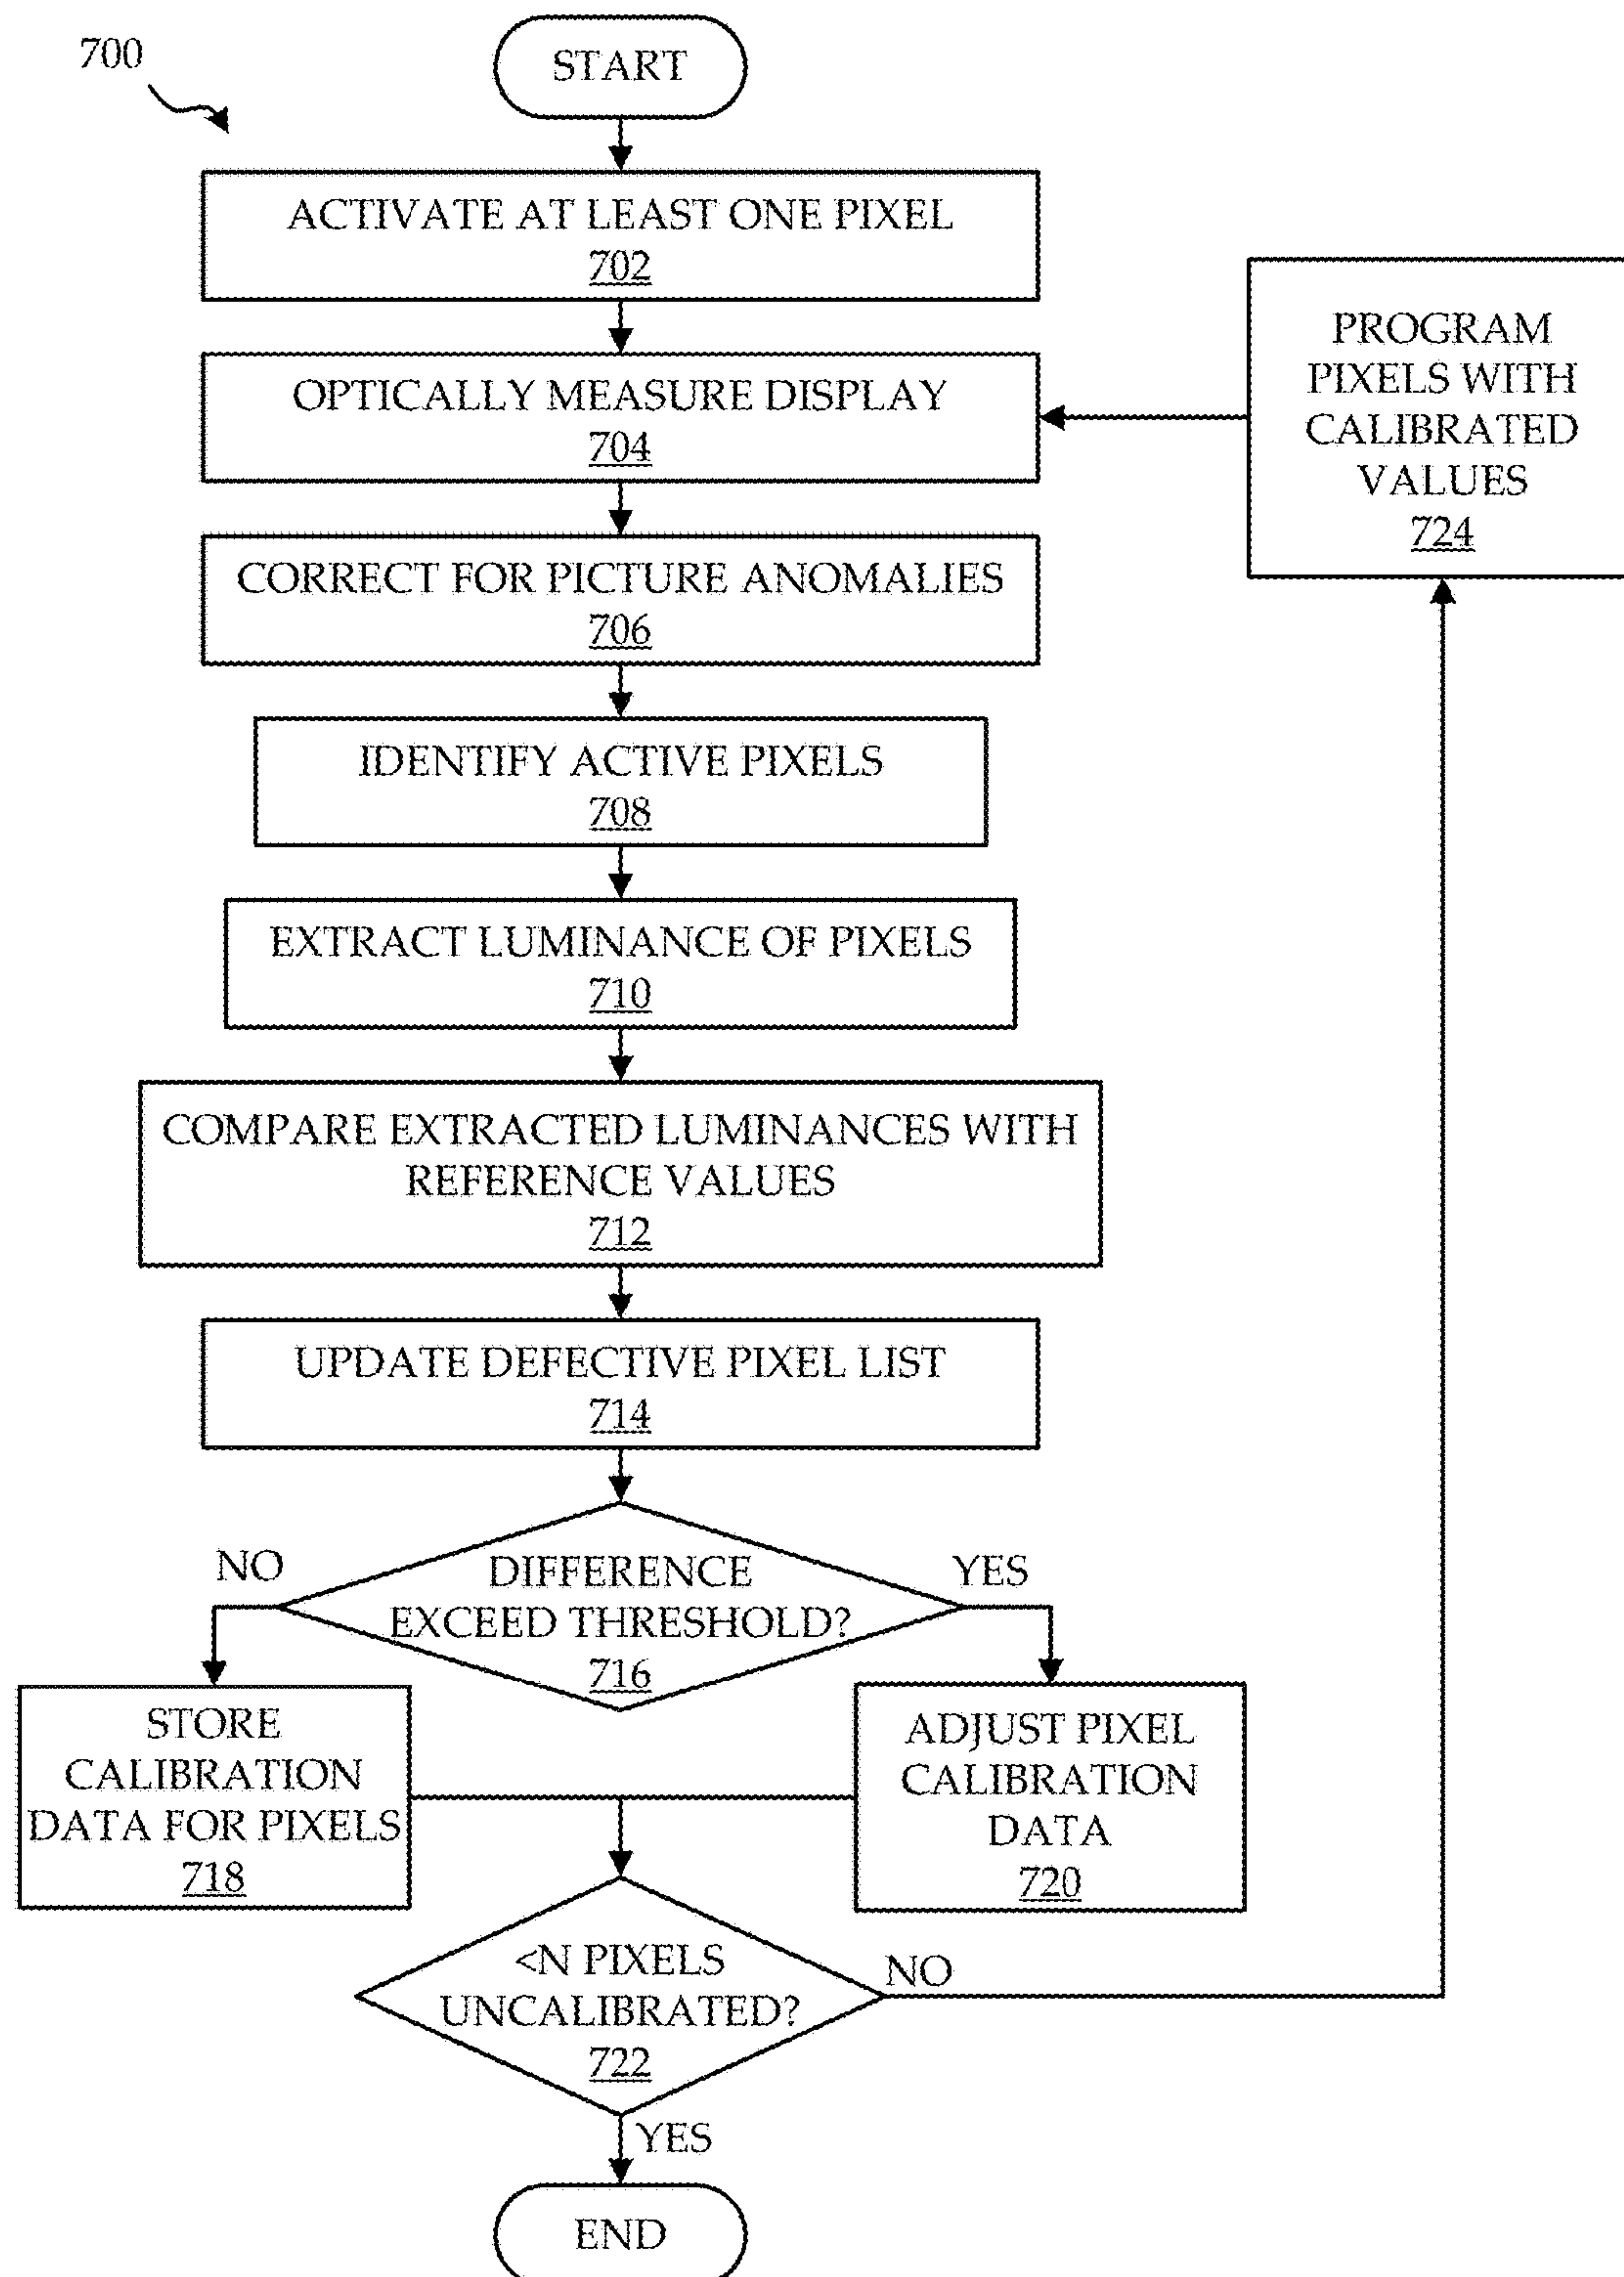 700
START
ACTIVATE AT LEAST ONE PIXEL
702
OPTICALLY MEASURE DISPLAY
704
PROGRAM
PIXELS WITH
CALIBRATED
VALUES
724
CORRECT FOR PICTURE ANOMALIES
706
IDENTIFY ACTIVE PIXELS
708
EXTRACT LUMINANCE OF PIXELS
710
COMPARE EXTRACTED LUMINANCES WITH
REFERENCE VALUES
712
UPDATE DEFECTIVE PIXEL LIST
714
NO
DIFFERENCE
EXCEED THRESHOLD?
716
YES
STORE
CALIBRATION
DATA FOR PIXELS
718
ADJUST PIXEL
CALIBRATION
DATA
720
<N PIXELS
UNCALIBRATED?
722
NO
YES
END